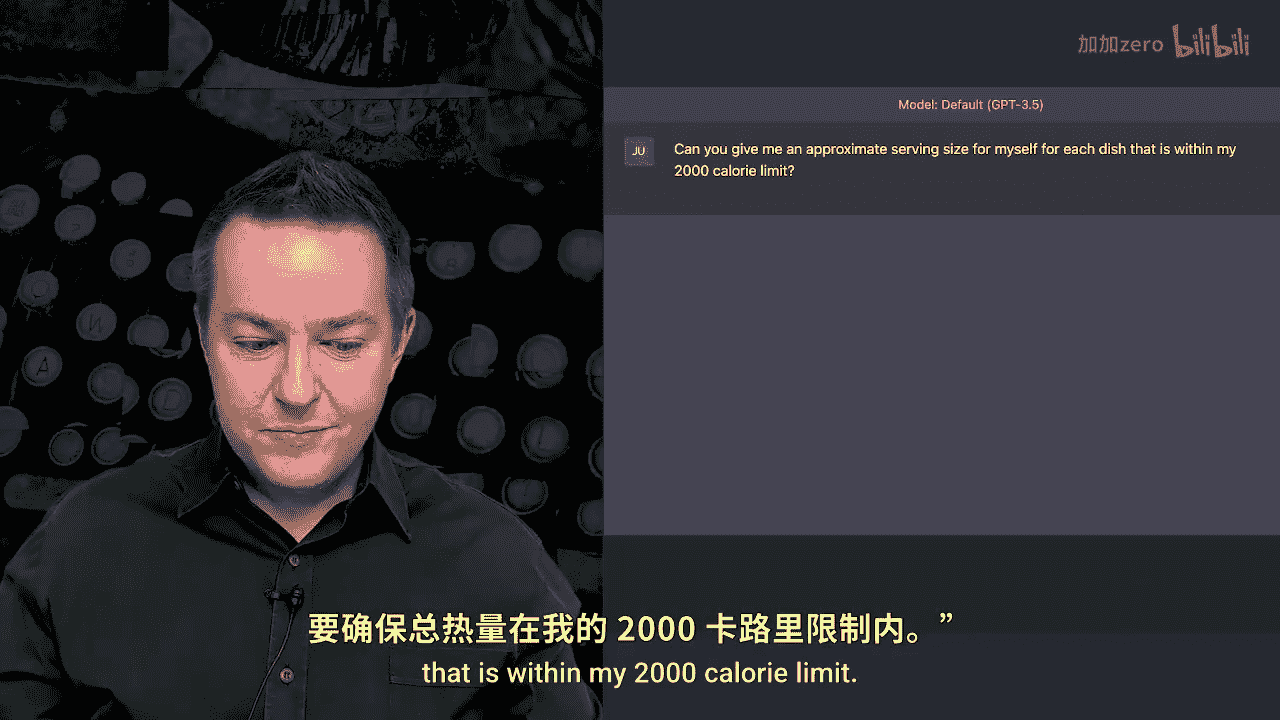 加加zero bilibili
Model: Default (GPT-3.5)
JU
Can you give me an approximate serving size for myself for each dish that is within my
2000 calorie limit?
要确保总热量在我的 2000 卡路里限制内。”
that is within my 2000 calorie limit.